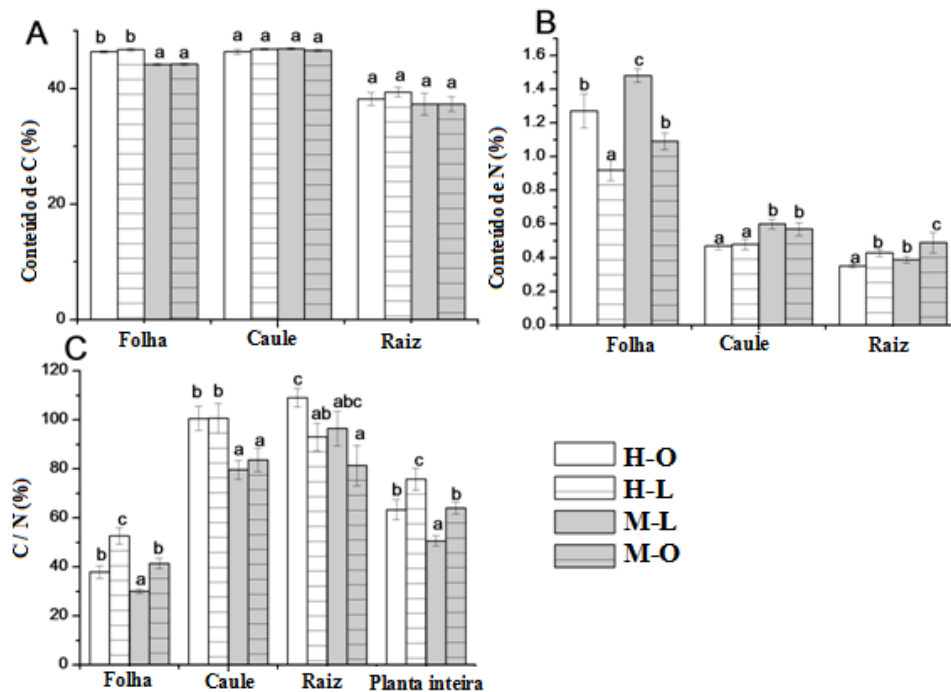 A
Conteúdo de C (%)
40
20
0
b b a a
a a a a
a a a a
Folha Caule Raiz
B
Conteúdo de N (%)
1.6
1.4
1.2
1.0
0.8
0.6
0.4
0.2
0.0
b a c b
a a b b
a b b c
Folha Caule Raiz
C
C / N (%)
120
100
80
60
40
20
0
b c a b
b b a a
c ab abc a
b c a b
Folha Caule Raiz Planta inteira
H-O
H-L
M-L
M-O